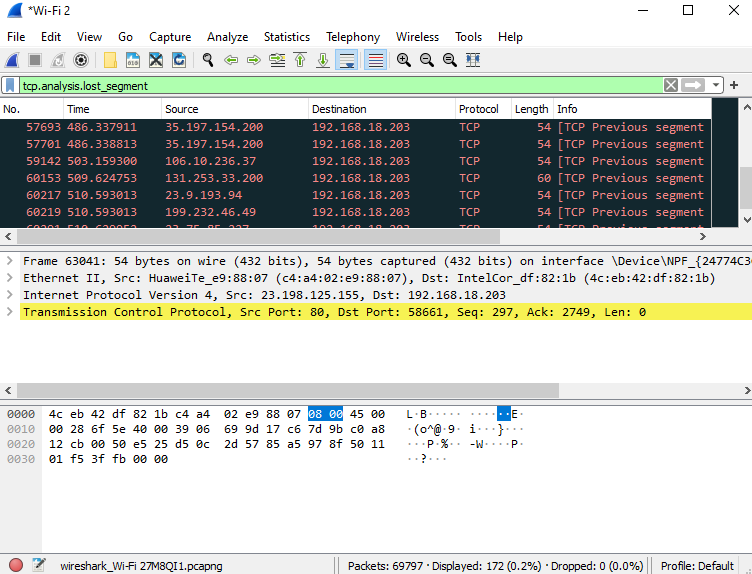 *Wi-Fi 2
File Edit View Go Capture Analyze Statistics Telephony Wireless Tools Help
tcp.analysis.lost_segment
No. Time Source Destination Protocol Length Info
57693 486.337911 35.197.154.200 192.168.18.203 TCP 54 [TCP Previous segment
57701 486.338813 35.197.154.200 192.168.18.203 TCP 54 [TCP Previous segment
59142 503.159300 106.10.236.37 192.168.18.203 TCP 54 [TCP Previous segment
60153 509.624753 131.253.33.200 192.168.18.203 TCP 60 [TCP Previous segment
60217 510.593013 23.9.193.94 192.168.18.203 TCP 54 [TCP Previous segment
60219 510.593013 199.232.46.49 192.168.18.203 TCP 54 [TCP Previous segment
Frame 63041: 54 bytes on wire (432 bits), 54 bytes captured (432 bits) on interface \Device\NPF_{24774C3
Ethernet II, Src: HuaweiTe_e9:88:07 (c4:a4:02:e9:88:07), Dst: IntelCor_df:82:1b (4c:eb:42:df:82:1b)
Internet Protocol Version 4, Src: 23.198.125.155, Dst: 192.168.18.203
Transmission Control Protocol, Src Port: 80, Dst Port: 58661, Seq: 297, Ack: 2749, Len: 0
0000 4c eb 42 df 82 1b c4 a4 02 e9 88 07 08 00 45 00 L·B····· ······E·
0010 00 28 6f 5e 40 00 39 06 69 9d 17 c6 7d 9b c0 a8 ·(o^@·9· i···}···
0020 12 cb 00 50 e5 25 d5 0c 2d 57 85 a5 97 8f 50 11 ···P·%·· -W····P·
0030 01 f5 3f fb 00 00 ··?···
wireshark_Wi-Fi 27M8QI1.pcapng Packets: 69797 · Displayed: 172 (0.2%) · Dropped: 0 (0.0%) Profile: Default